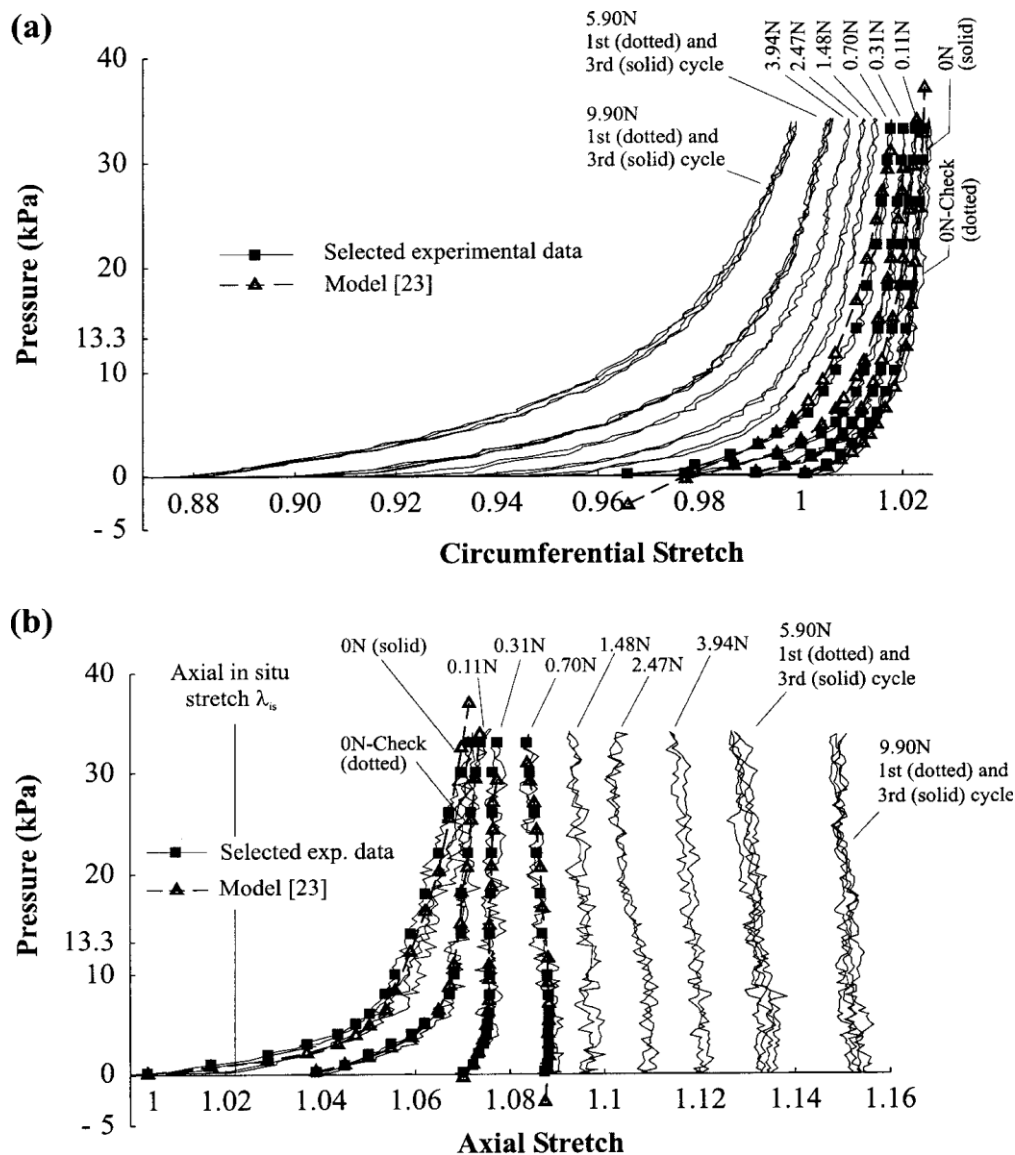 (a)
5.90N
1st (dotted) and
3rd (solid) cycle
3.94N
2.47N
1.48N
0.70N
0.31N
0.11N
0N
(solid)
9.90N
1st (dotted) and
3rd (solid) cycle
0N-Check
(dotted)
Selected experimental data
Model [23]
Pressure (kPa)
40
30
20
13.3
10
0
- 5
0.88
0.90
0.92
0.94
0.96
0.98
1
1.02
Circumferential Stretch
(b)
0N (solid)
0.11N
0.31N
0.70N
1.48N
2.47N
3.94N
5.90N
1st (dotted) and
3rd (solid) cycle
Axial in situ
stretch λis
0N-Check
(dotted)
9.90N
1st (dotted) and
3rd (solid) cycle
Selected exp. data
Model [23]
Pressure (kPa)
40
30
20
13.3
10
0
- 5
1
1.02
1.04
1.06
1.08
1.1
1.12
1.14
1.16
Axial Stretch